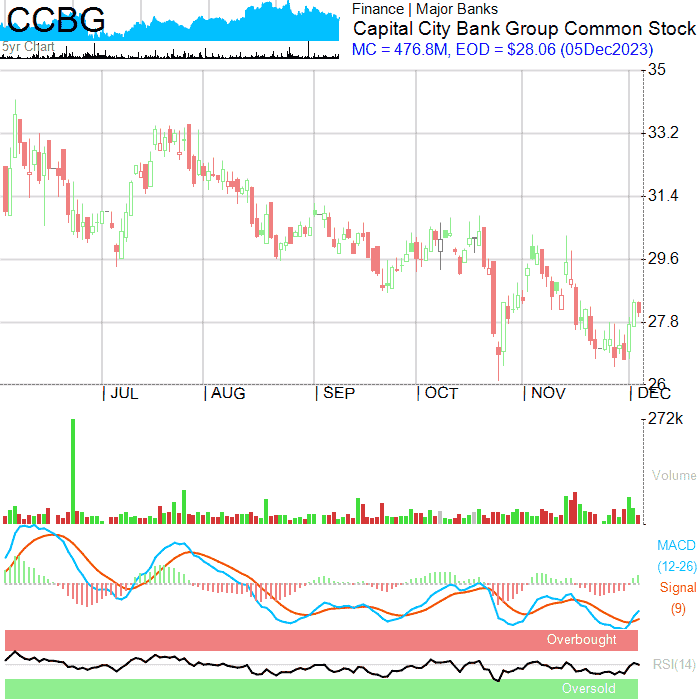 CCBG
5yr Chart
Finance | Major Banks
Capital City Bank Group Common Stock
MC = 476.8M, EOD = $28.06 (05Dec2023)
35
33.2
31.4
29.6
27.8
26
| JUL | AUG | SEP | OCT | NOV | DEC
272k
Volume
MACD
(12-26)
Signal
(9)
Overbought
RSI(14)
Oversold